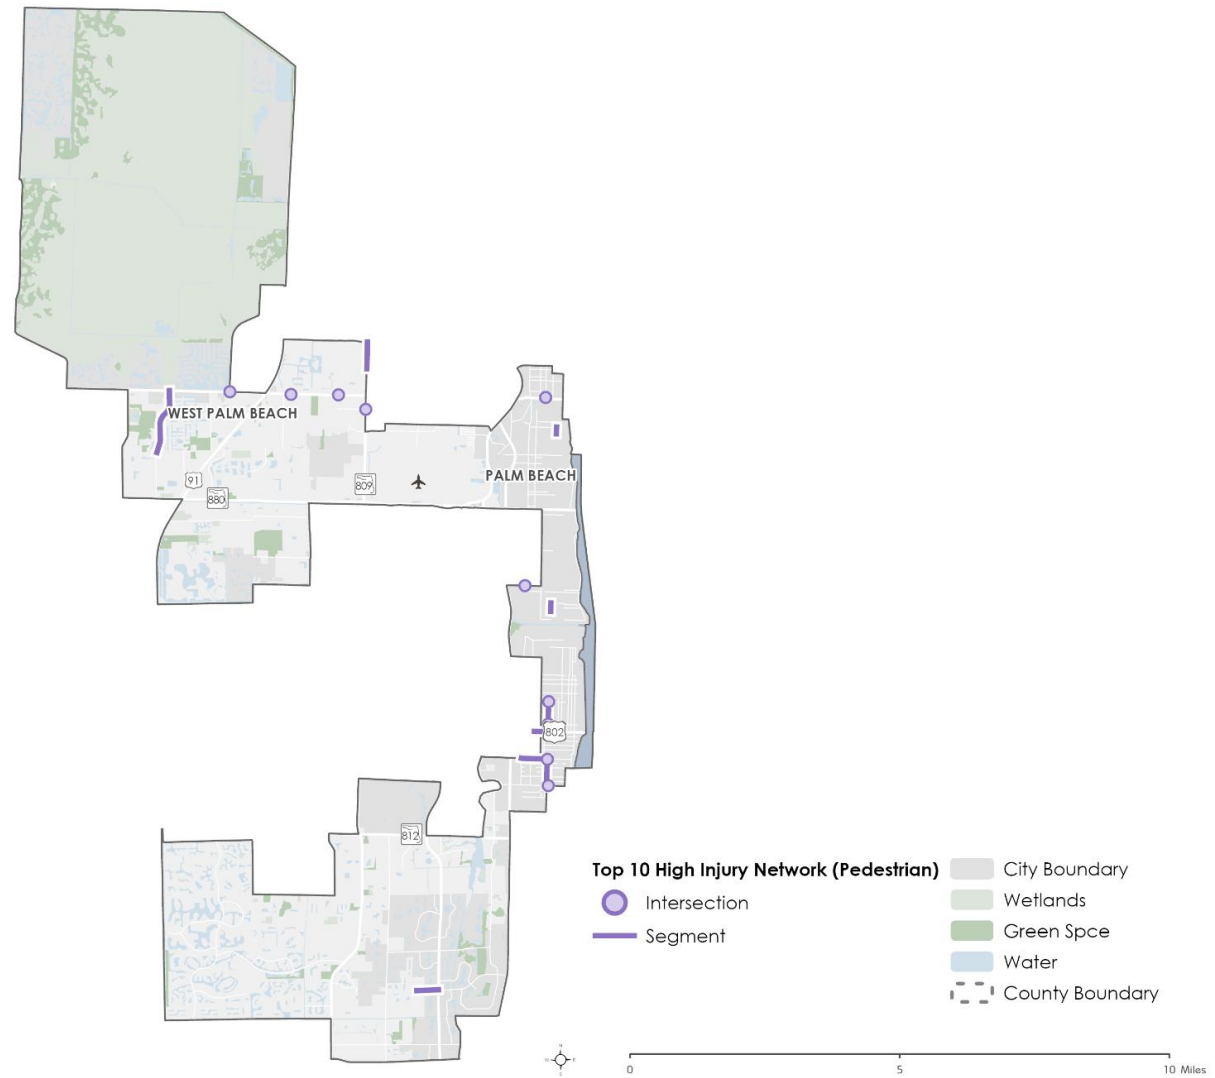 WEST PALM BEACH
PALM BEACH
91
809
880
802
812
Top 10 High Injury Network (Pedestrian)
Intersection
Segment
City Boundary
Wetlands
Green Spce
Water
County Boundary
N
W E
S
0 5 10 Miles